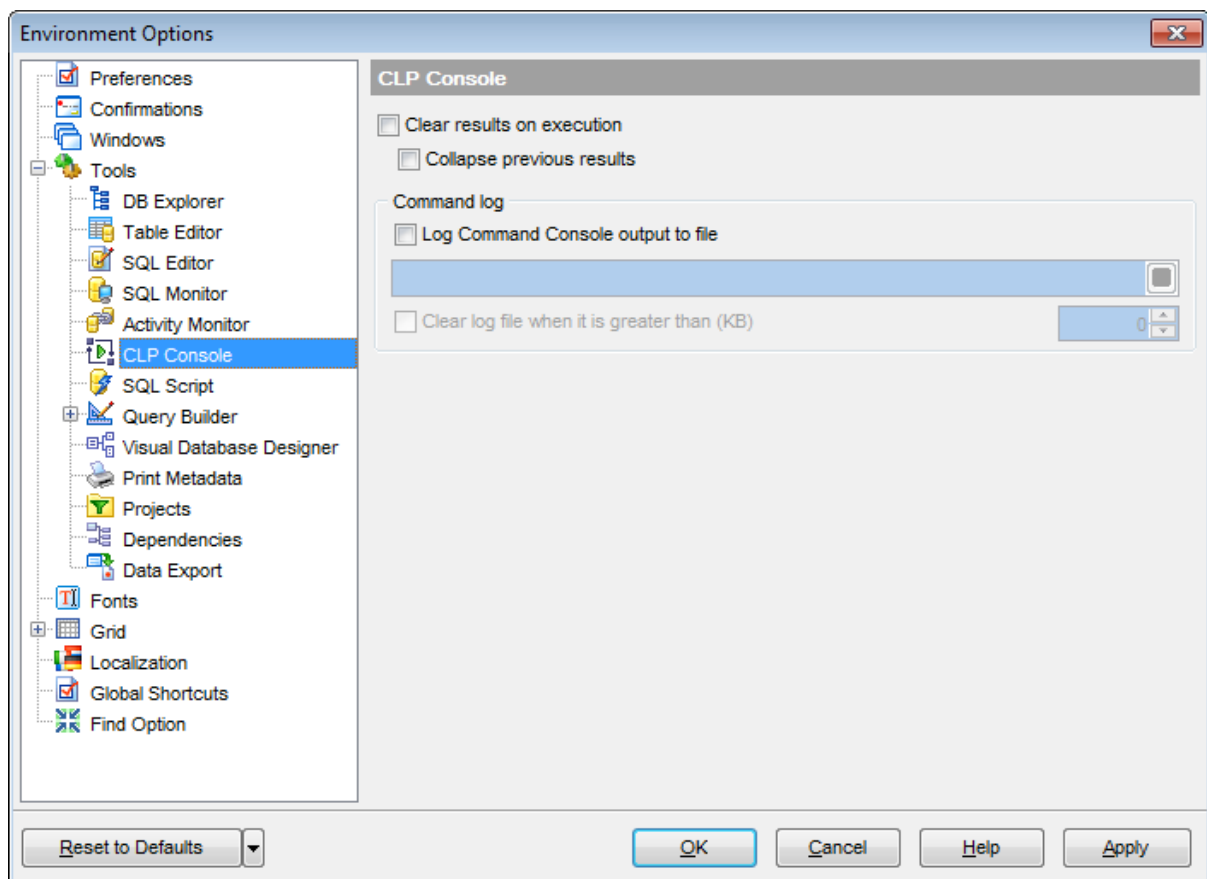 Environment Options
Preferences
Confirmations
Windows
Tools
DB Explorer
Table Editor
SQL Editor
SQL Monitor
Activity Monitor
CLP Console
SQL Script
Query Builder
Visual Database Designer
Print Metadata
Projects
Dependencies
Data Export
Fonts
Grid
Localization
Global Shortcuts
Find Option
CLP Console
Clear results on execution
Collapse previous results
Command log
Log Command Console output to file
Clear log file when it is greater than (KB) 0
Reset to Defaults OK Cancel Help Apply